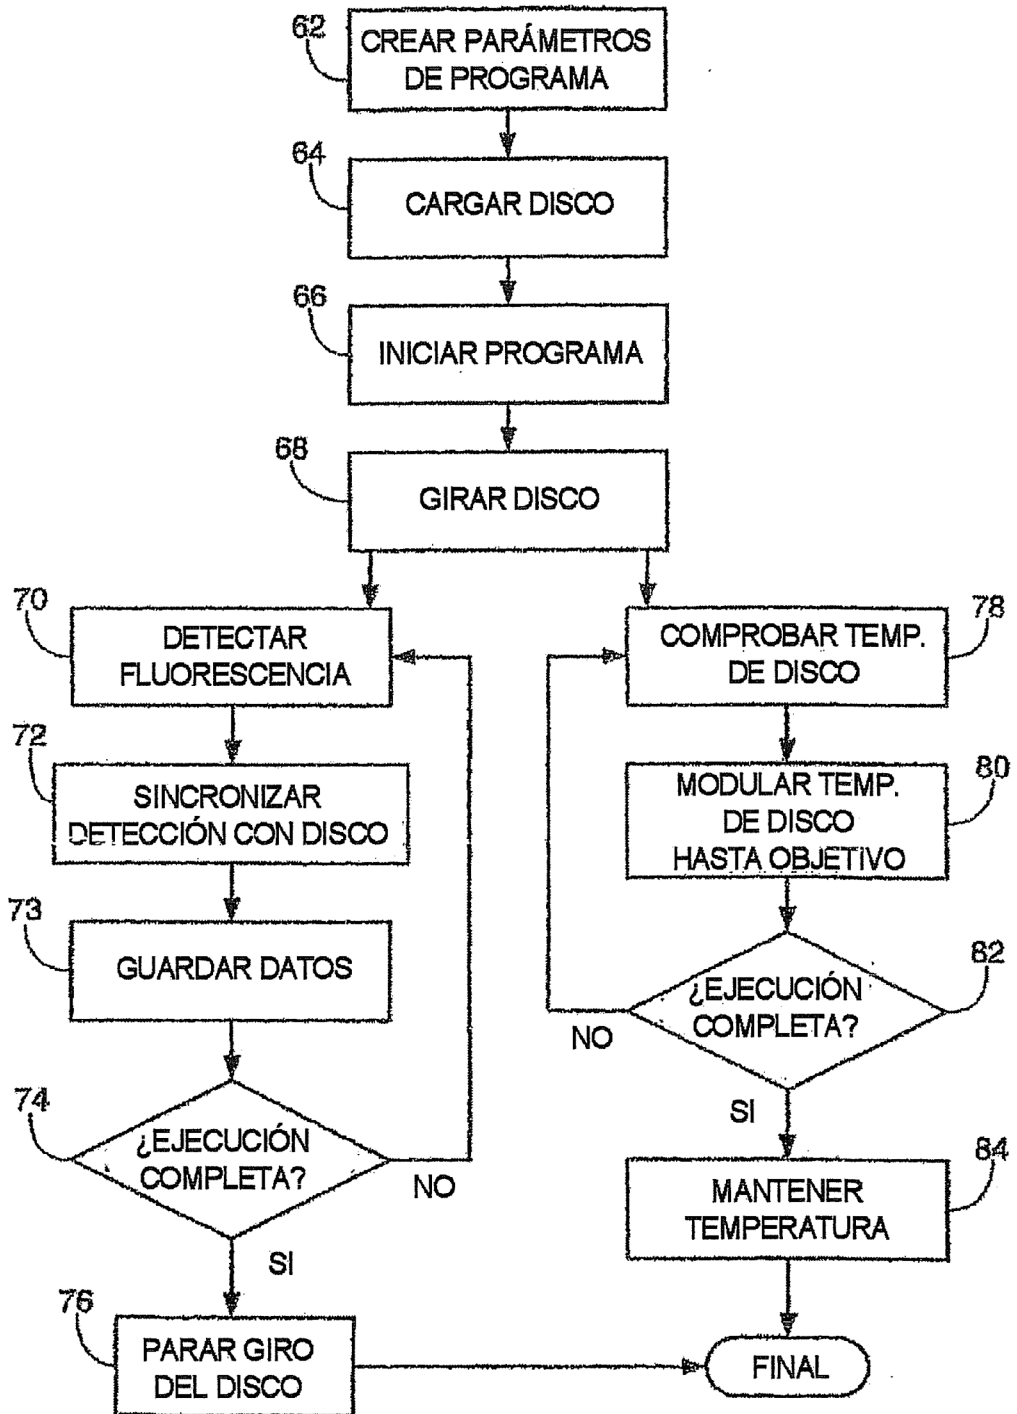 62
CREAR PARÁMETROS
DE PROGRAMA
64
CARGAR DISCO
66
INICIAR PROGRAMA
68
GIRAR DISCO
70
DETECTAR
FLUORESCENCIA
72
SINCRONIZAR
DETECCIÓN CON DISCO
73
GUARDAR DATOS
74
¿EJECUCIÓN
COMPLETA?
NO
SI
76
PARAR GIRO
DEL DISCO
78
COMPROBAR TEMP.
DE DISCO
80
MODULAR TEMP.
DE DISCO
HASTA OBJETIVO
82
¿EJECUCIÓN
COMPLETA?
NO
SI
84
MANTENER
TEMPERATURA
FINAL